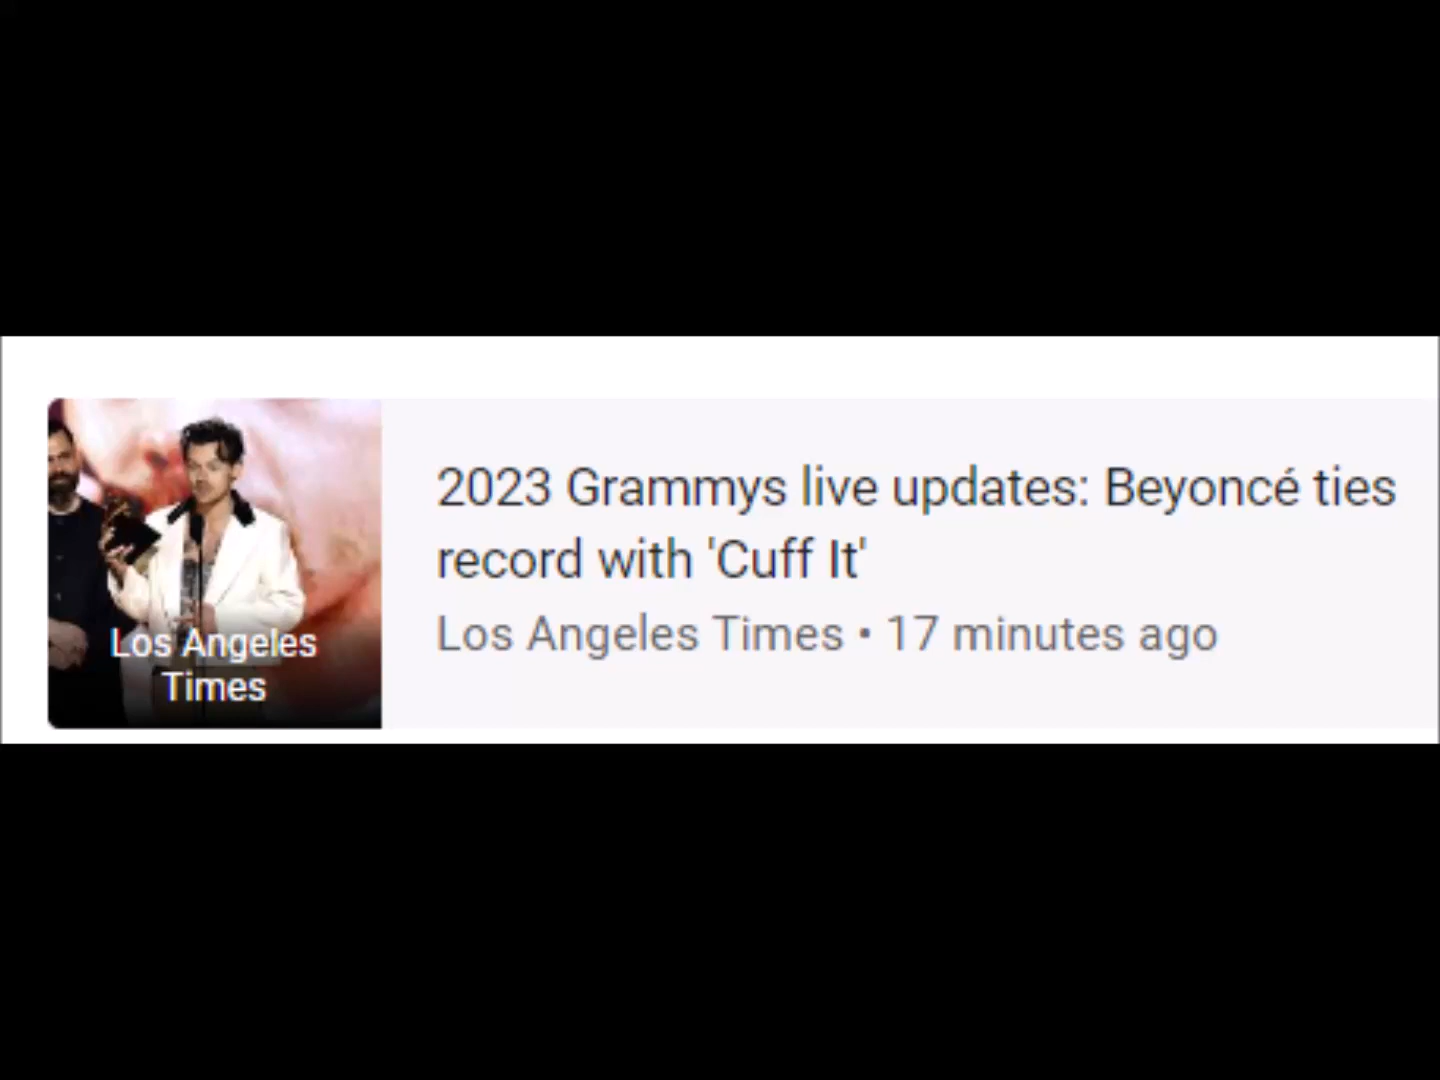 Los Angeles
Times
2023 Grammys live updates: Beyoncé ties
record with 'Cuff It'
Los Angeles Times • 17 minutes ago